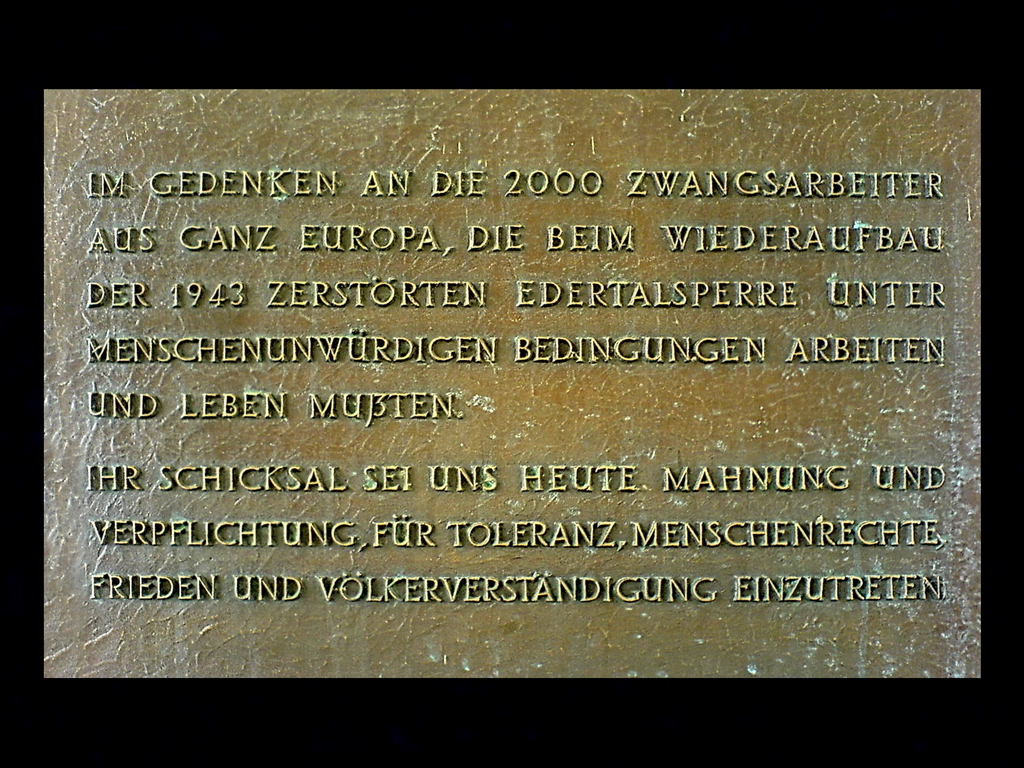 IM GEDENKEN AN DIE 2000 ZWANGSARBEITER
AUS GANZ EUROPA, DIE BEIM WIEDERAUFBAU
DER 1943 ZERSTÖRTEN EDERTALSPERRE UNTER
MENSCHENUNWÜRDIGEN BEDINGUNGEN ARBEITEN
UND LEBEN MUßTEN.
IHR SCHICKSAL SEI UNS HEUTE MAHNUNG UND
VERPFLICHTUNG, FÜR TOLERANZ, MENSCHENRECHTE,
FRIEDEN UND VÖLKERVERSTÄNDIGUNG EINZUTRETEN